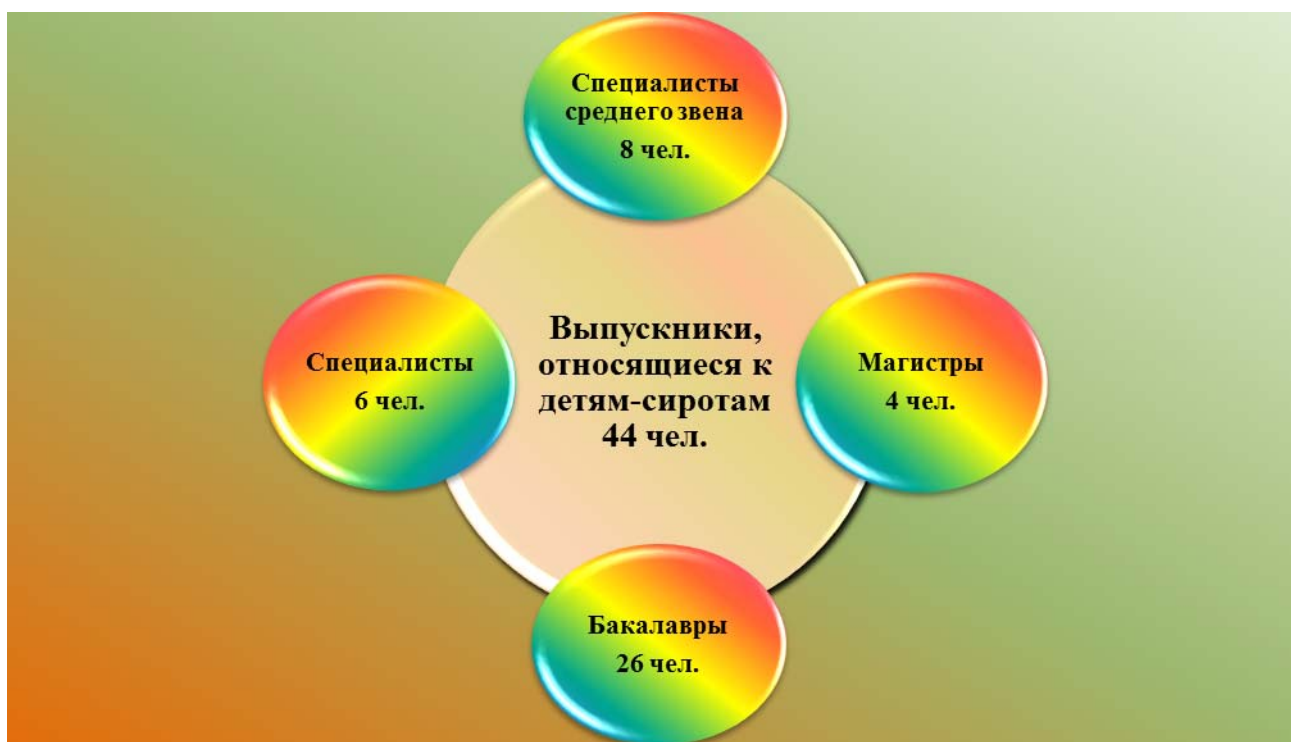 Специалисты
среднего звена
8 чел.
Специалисты
6 чел.
Выпускники,
относящиеся к
детям-сиротам
44 чел.
Магистры
4 чел.
Бакалавры
26 чел.